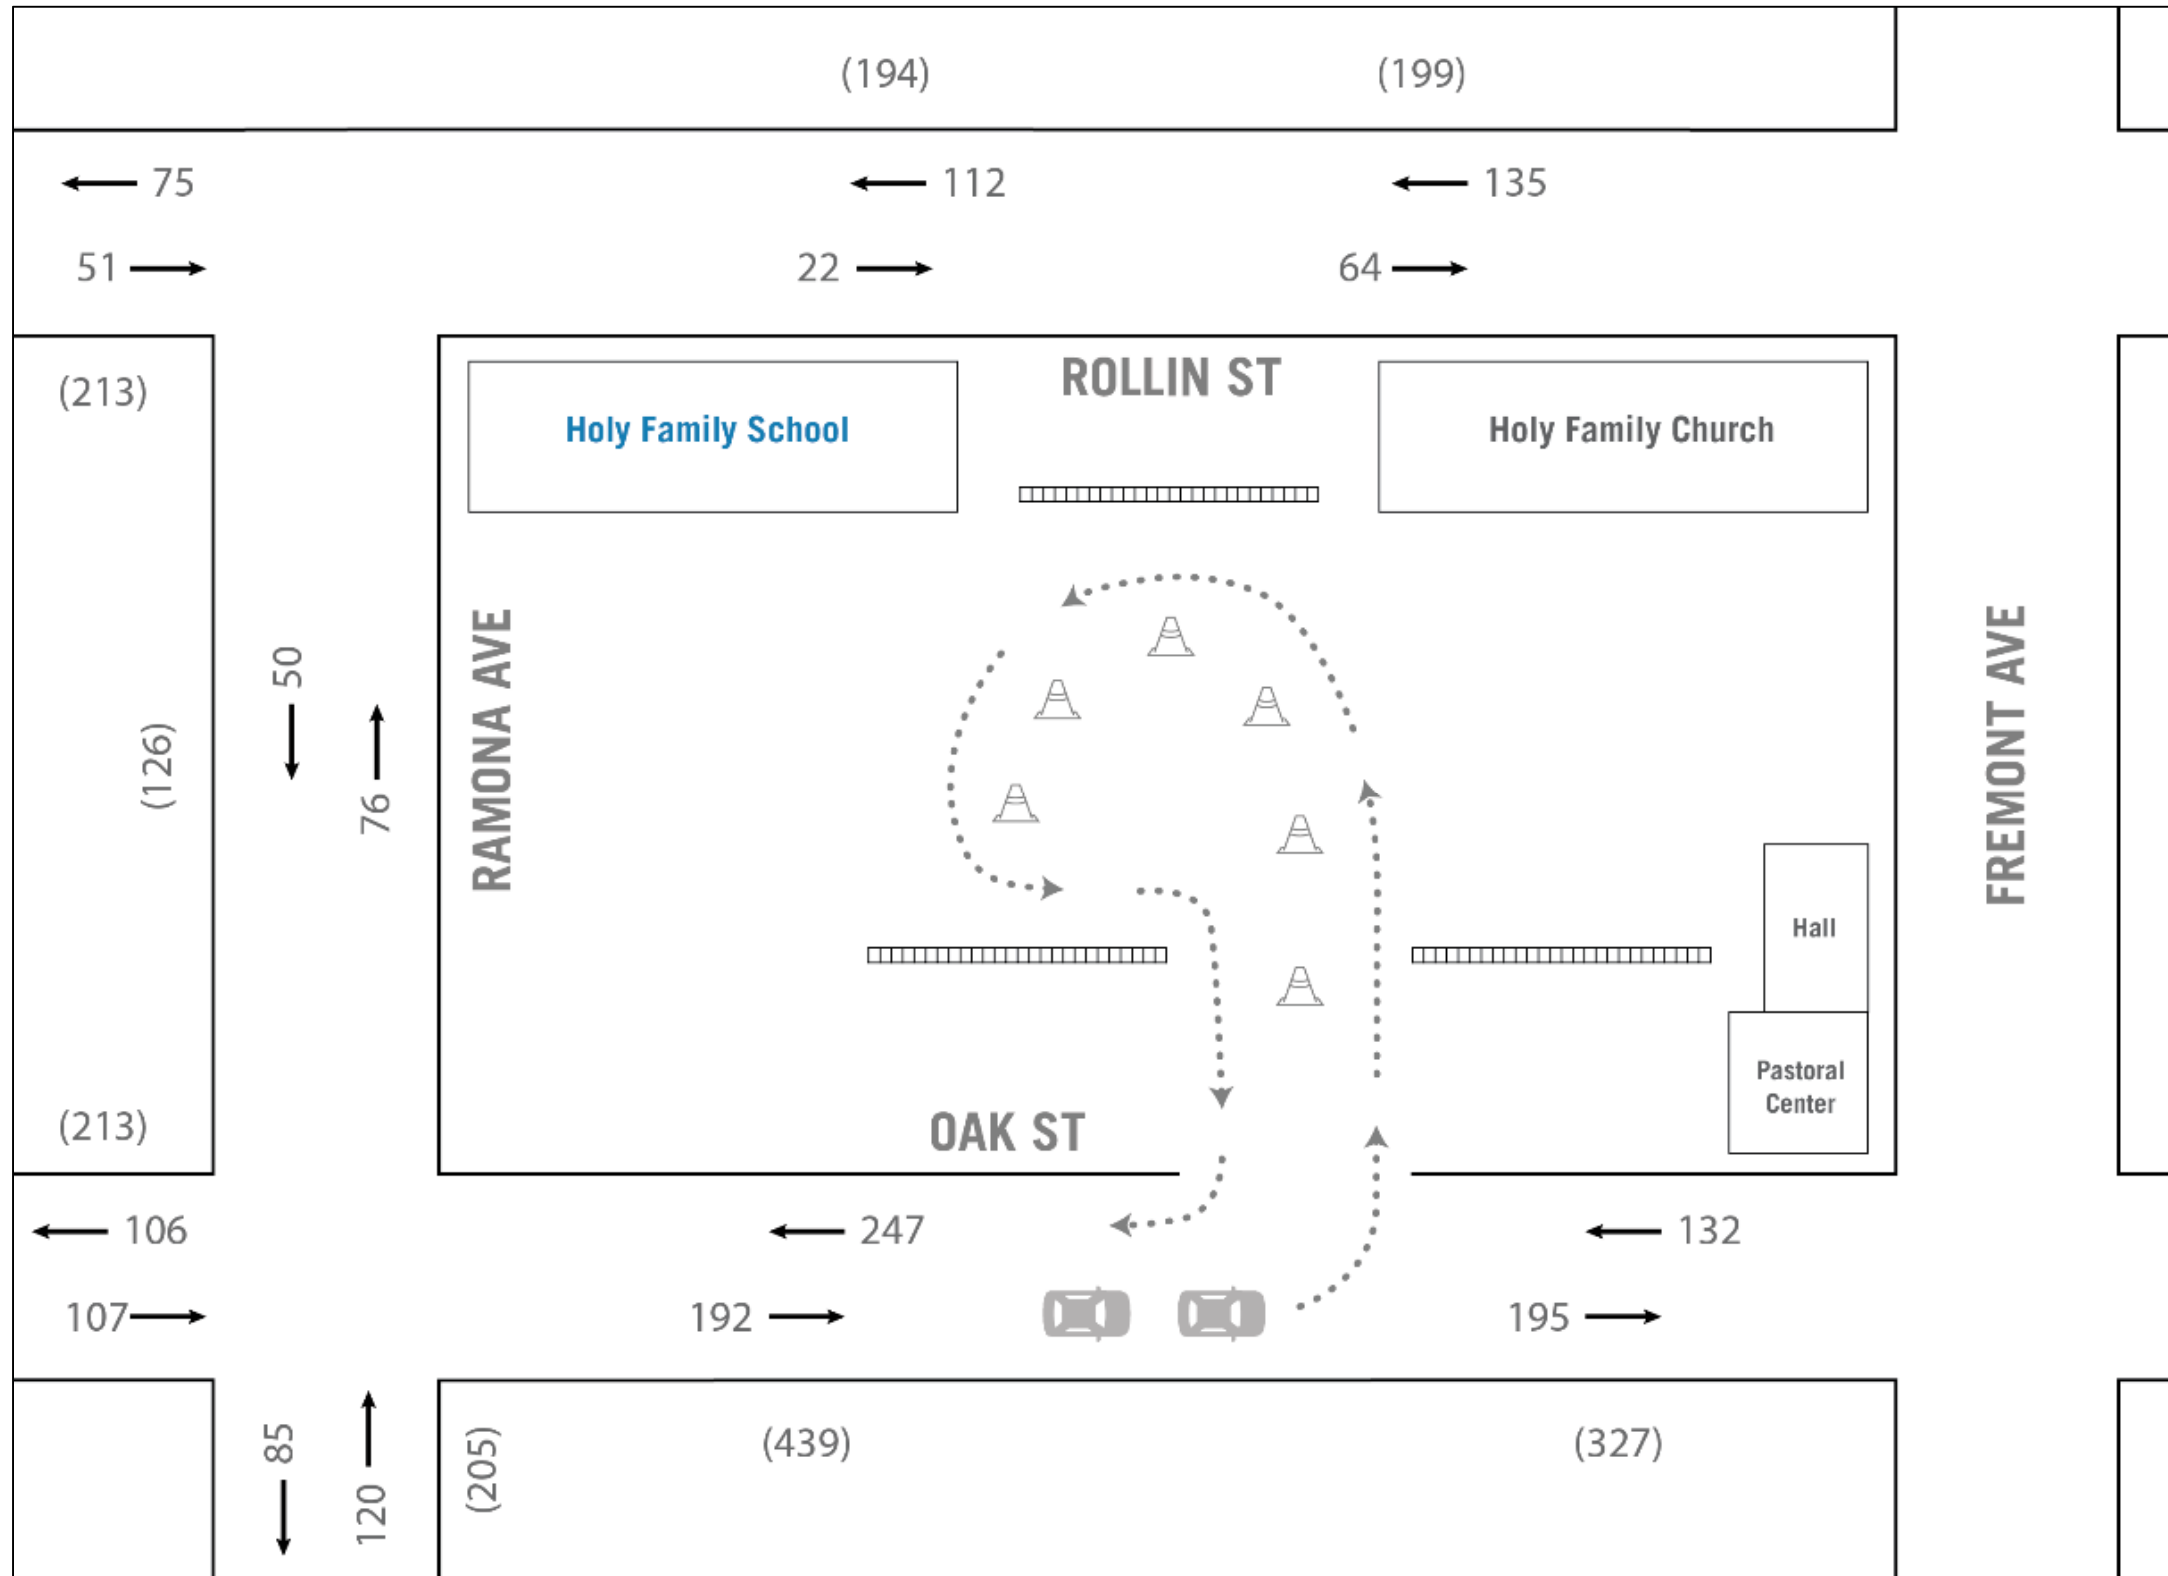 (194) (199)
75 112 135
51 22 64
(213)
ROLLIN ST
Holy Family School
Holy Family Church
50
(126)
76
RAMONA AVE
FREMONT AVE
Hall
Pastoral
Center
(213)
OAK ST
106 247 132
107 192 195
85
120
(205)
(439) (327)